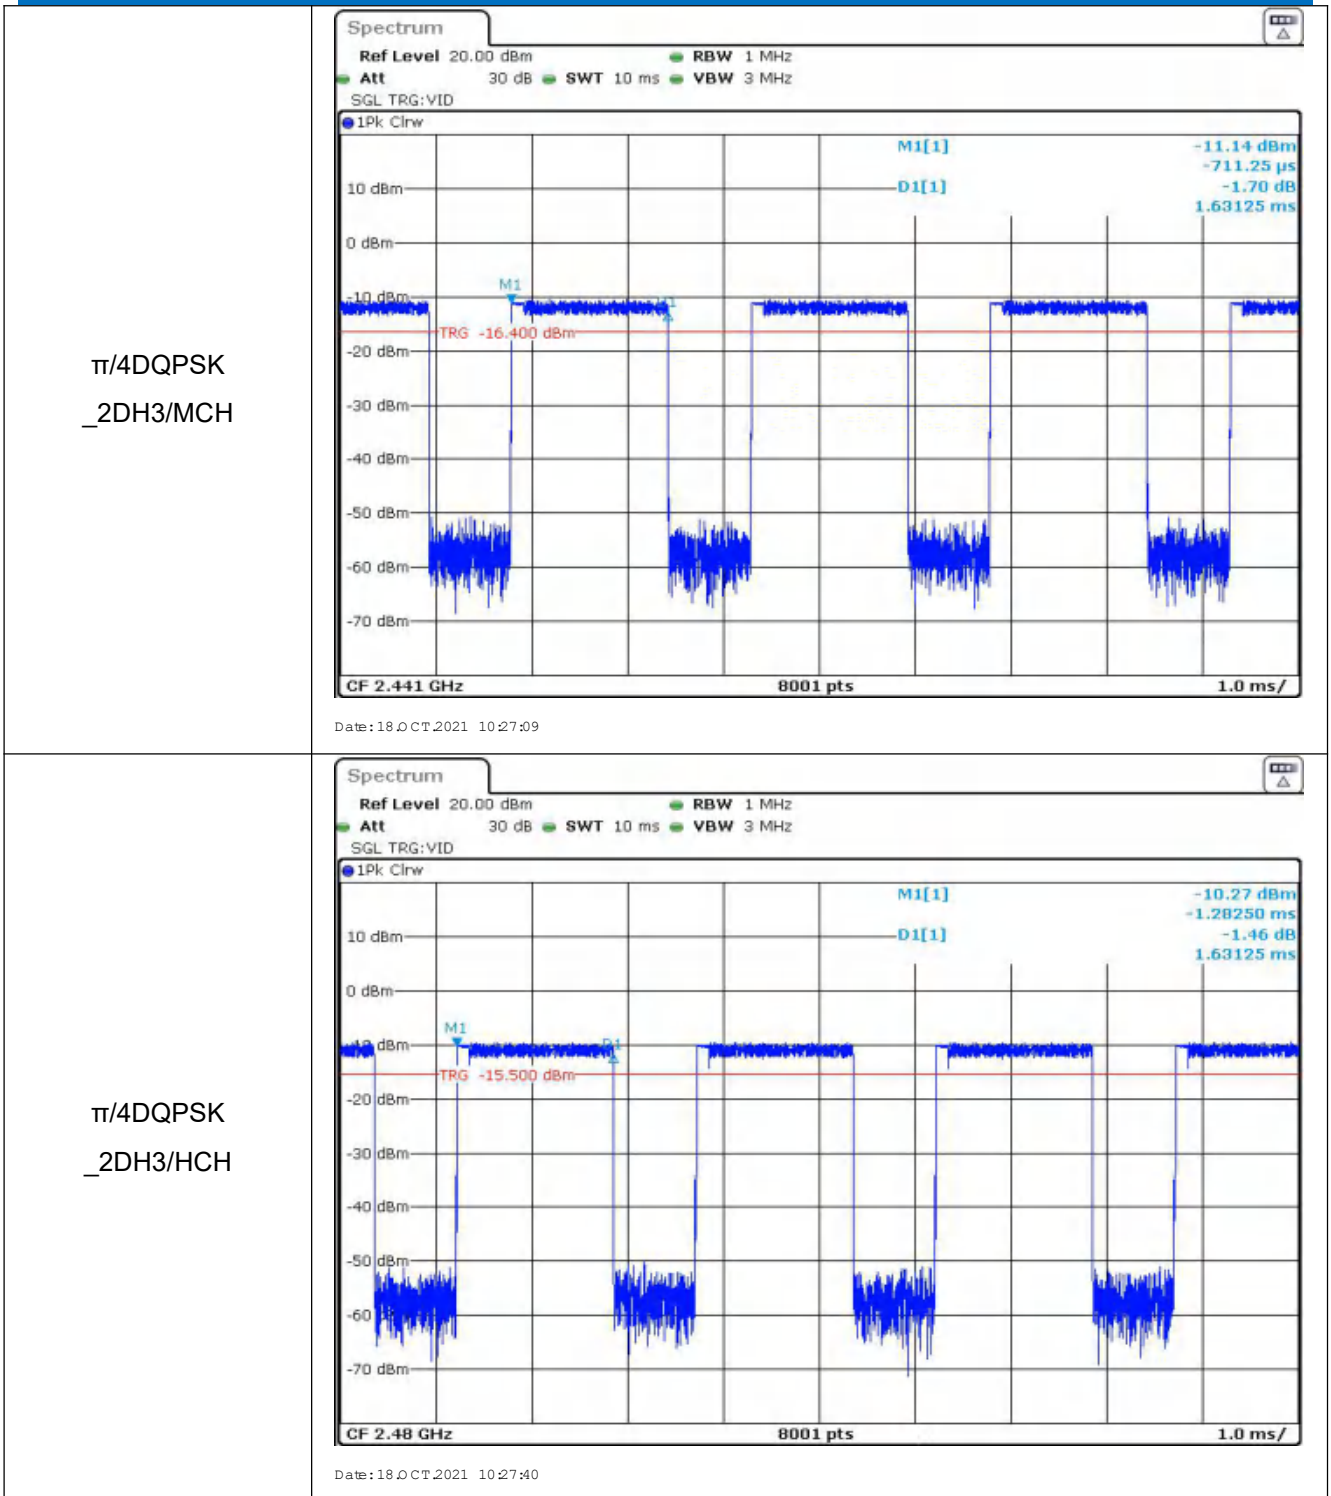 π/4DQPSK
_2DH3/MCH
Spectrum
Ref Level 20.00 dBm RBW 1 MHz
Att 30 dB SWT 10 ms VBW 3 MHz
SGL TRG:VID
1Pk Clrw
M1[1] -11.14 dBm
-711.25 µs
10 dBm D1[1] -1.70 dB
1.63125 ms
0 dBm
M1
-10 dBm D1
TRG -16.400 dBm
-20 dBm
-30 dBm
-40 dBm
-50 dBm
-60 dBm
-70 dBm
CF 2.441 GHz 8001 pts 1.0 ms/
Date: 18.OCT.2021 10:27:09
π/4DQPSK
_2DH3/HCH
Spectrum
Ref Level 20.00 dBm RBW 1 MHz
Att 30 dB SWT 10 ms VBW 3 MHz
SGL TRG:VID
1Pk Clrw
M1[1] -10.27 dBm
-1.28250 ms
10 dBm D1[1] -1.46 dB
1.63125 ms
0 dBm
M1
-10 dBm D1
TRG -15.500 dBm
-20 dBm
-30 dBm
-40 dBm
-50 dBm
-60
-70 dBm
CF 2.48 GHz 8001 pts 1.0 ms/
Date: 18.OCT.2021 10:27:40